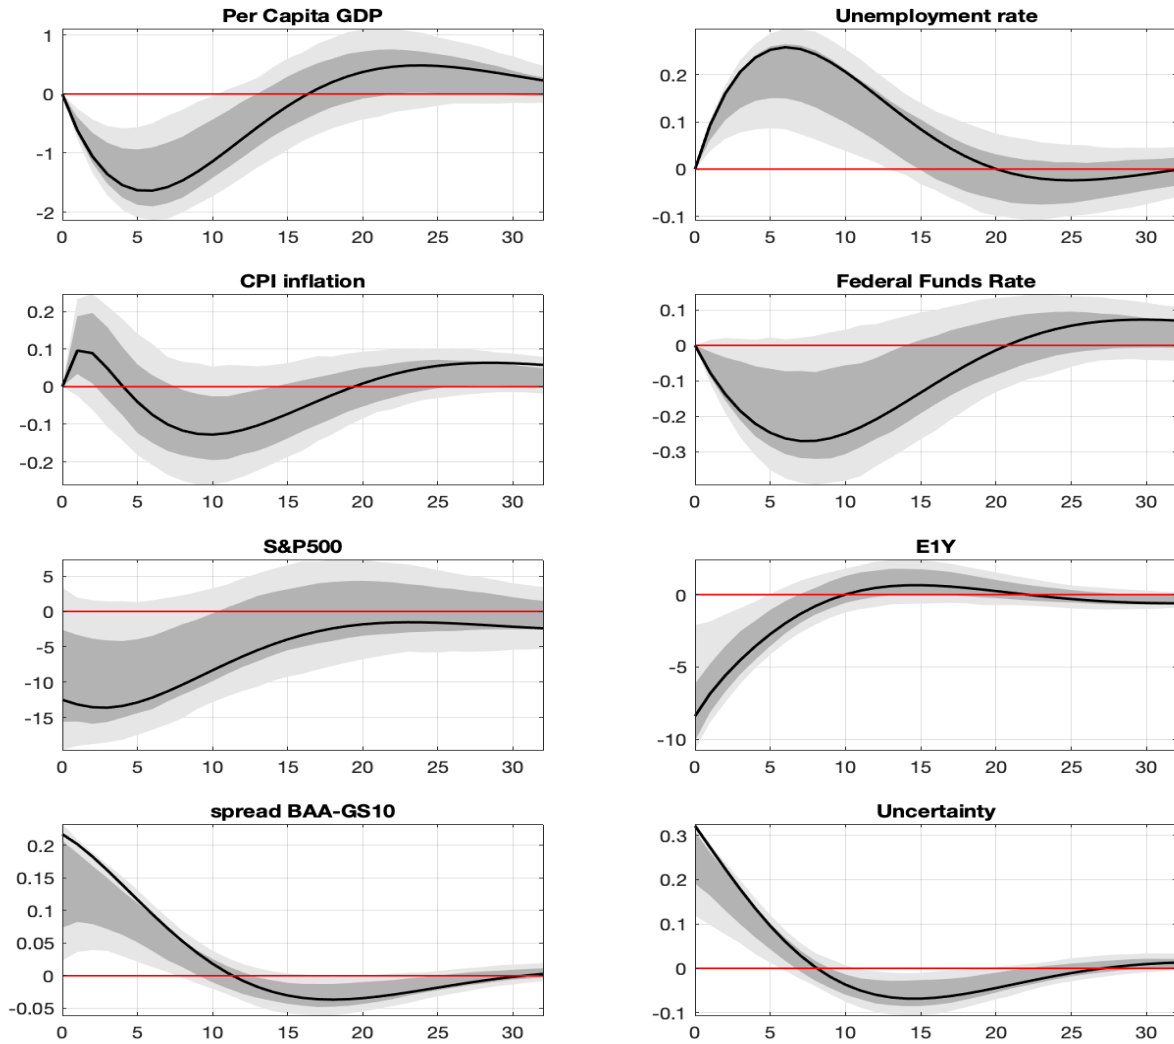 Per Capita GDP
1
0
-1
-2
0 5 10 15 20 25 30
Unemployment rate
0.2
0.1
0
-0.1
0 5 10 15 20 25 30
CPI inflation
0.2
0.1
0
-0.1
-0.2
0 5 10 15 20 25 30
Federal Funds Rate
0.1
0
-0.1
-0.2
-0.3
0 5 10 15 20 25 30
S&P500
5
0
-5
-10
-15
0 5 10 15 20 25 30
E1Y
0
-5
-10
0 5 10 15 20 25 30
spread BAA-GS10
0.2
0.15
0.1
0.05
0
-0.05
0 5 10 15 20 25 30
Uncertainty
0.3
0.2
0.1
0
-0.1
0 5 10 15 20 25 30